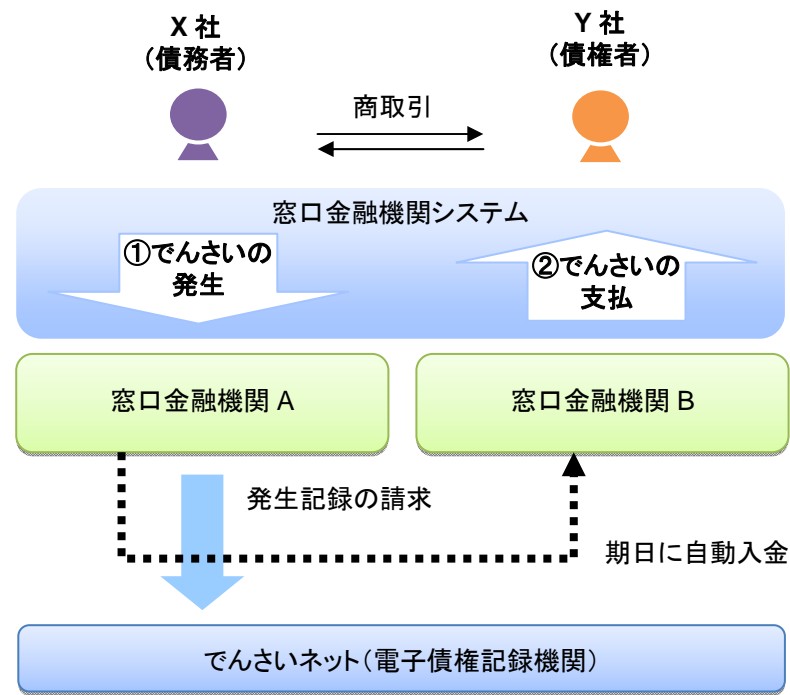 X 社
(債務者)
Y 社
(債権者)
商取引
窓口金融機関システム
①でんさいの
発生
②でんさいの
支払
窓口金融機関 A
窓口金融機関 B
発生記録の請求
期日に自動入金
でんさいネット(電子債権記録機関)